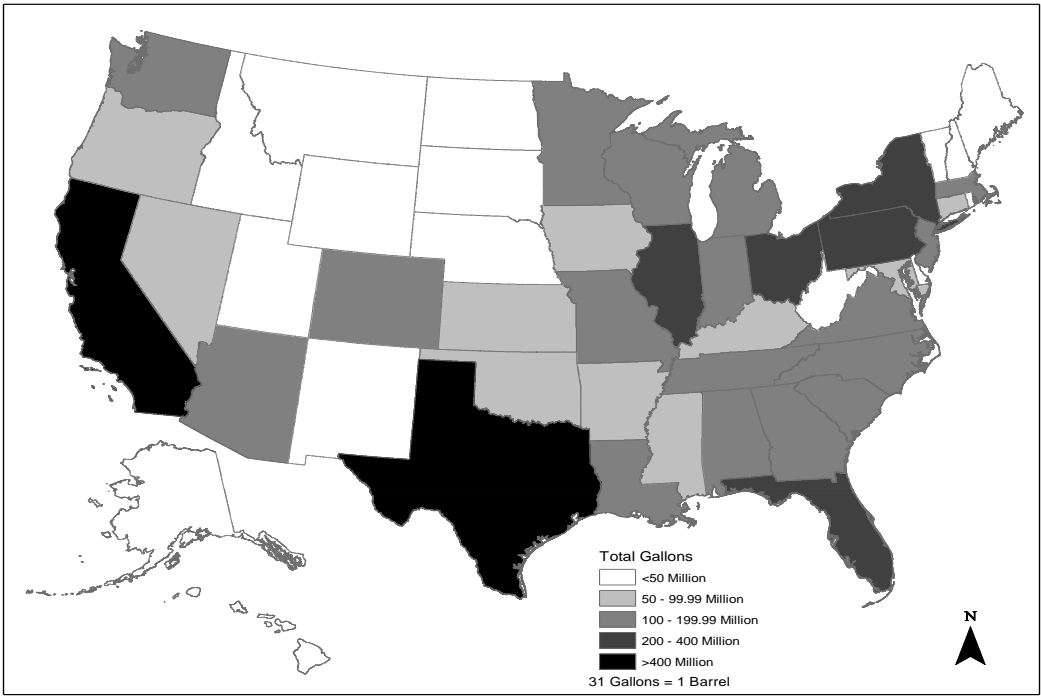 Total Gallons
<50 Million
50 - 99.99 Million
100 - 199.99 Million
200 - 400 Million
>400 Million
31 Gallons = 1 Barrel
N